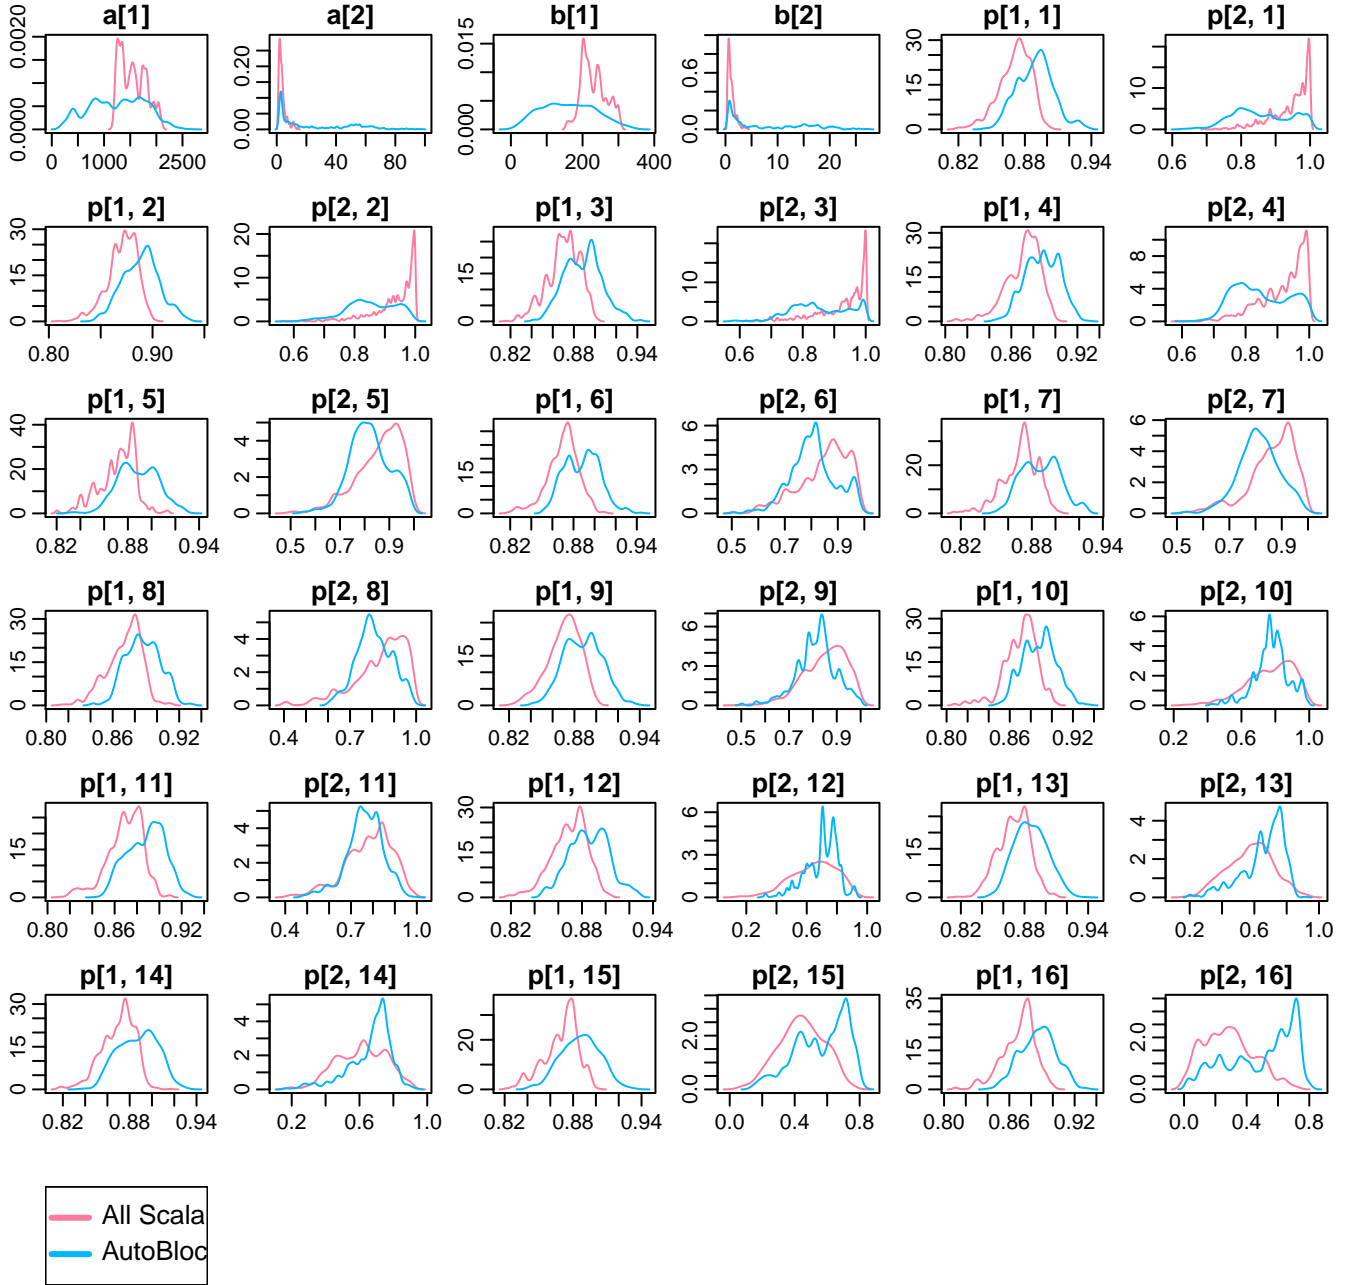 a[1] a[2] b[1] b[2] p[1, 1] p[2, 1]
0.0000 0.0020 0.00 0.20 0.000 0.015 0.0 0.6 0 15 30 0 10
0 1000 2500 0 40 80 0 200 400 0 10 20 0.82 0.88 0.94 0.6 0.8 1.0
p[1, 2] p[2, 2] p[1, 3] p[2, 3] p[1, 4] p[2, 4]
0 15 30 0 5 10 20 0 15 0 10 0 15 30 0 4 8
0.80 0.90 0.6 0.8 1.0 0.82 0.88 0.94 0.6 0.8 1.0 0.80 0.86 0.92 0.6 0.8 1.0
p[1, 5] p[2, 5] p[1, 6] p[2, 6] p[1, 7] p[2, 7]
0 20 40 0 2 4 0 15 0 3 6 0 20 0 2 4 6
0.82 0.88 0.94 0.5 0.7 0.9 0.82 0.88 0.94 0.5 0.7 0.9 0.82 0.88 0.94 0.5 0.7 0.9
p[1, 8] p[2, 8] p[1, 9] p[2, 9] p[1, 10] p[2, 10]
0 15 30 0 2 4 0 15 0 3 6 0 15 30 0 2 4 6
0.80 0.86 0.92 0.4 0.7 1.0 0.82 0.88 0.94 0.5 0.7 0.9 0.80 0.86 0.92 0.2 0.6 1.0
p[1, 11] p[2, 11] p[1, 12] p[2, 12] p[1, 13] p[2, 13]
0 15 0 2 4 0 15 30 0 3 6 0 15 0 2 4
0.80 0.86 0.92 0.4 0.7 1.0 0.82 0.88 0.94 0.2 0.6 1.0 0.82 0.88 0.94 0.2 0.6 1.0
p[1, 14] p[2, 14] p[1, 15] p[2, 15] p[1, 16] p[2, 16]
0 15 30 0 2 4 0 20 0.0 2.0 0 15 35 0.0 2.0
0.82 0.88 0.94 0.2 0.6 1.0 0.82 0.88 0.94 0.0 0.4 0.8 0.80 0.86 0.92 0.0 0.4 0.8
All Scala
AutoBloc